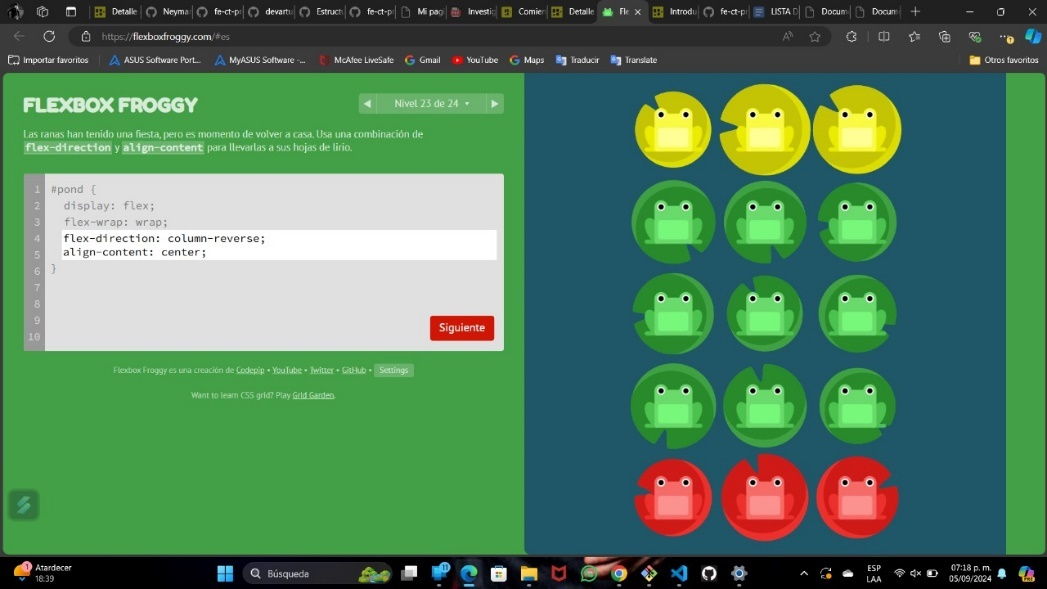 Detalle
Neyma
fe-ct-pr
devartu
Estruct
fe-ct-pr
Mi pag
Investig
Comier
Detalle
Introdu
fe-ct-pr
LISTA D
Docum
Docum
https://flexboxfroggy.com/#es
Importar favoritos
ASUS Software Port...
MyASUS Software -...
McAfee LiveSafe
Gmail
YouTube
Maps
Traducir
Translate
Otros favoritos
FLEXBOX FROGGY
Nivel 23 de 24
Las ranas han tenido una fiesta, pero es momento de volver a casa. Usa una combinación de
flex-direction y align-content para llevarlas a sus hojas de lirio.
1 #pond {
2 display: flex;
3 flex-wrap: wrap;
4 flex-direction: column-reverse;
5 align-content: center;
6 }
7
8
9
10
Siguiente
Flexbox Froggy es una creación de Codepip • YouTube • Twitter • GitHub • Settings
Want to learn CSS grid? Play Grid Garden.
Atardecer
18:39
Búsqueda
ESP
LAA
07:18 p. m.
05/09/2024